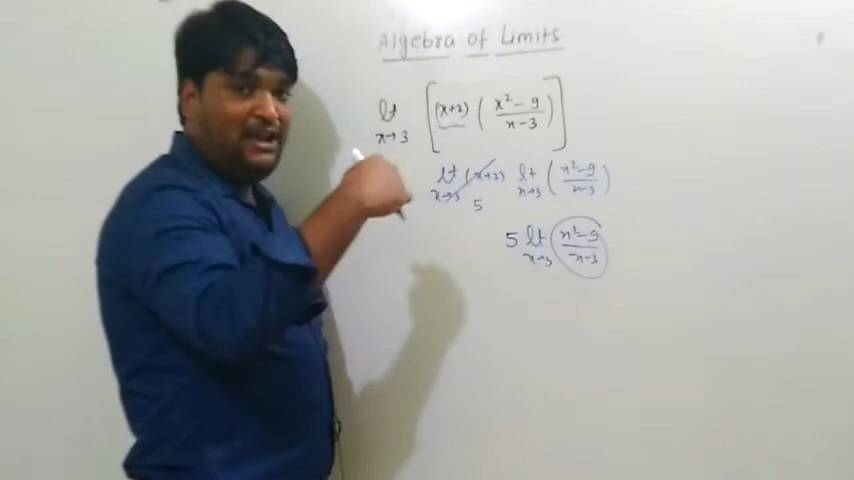 Algebra of Limits
lt x→3 [ (x+2) ( x²-9 / x-3 ) ]
lt x→3 (x+2) lt x→3 ( x²-9 / x-3 )
5
5 lt x→3 x²-9 / x-3